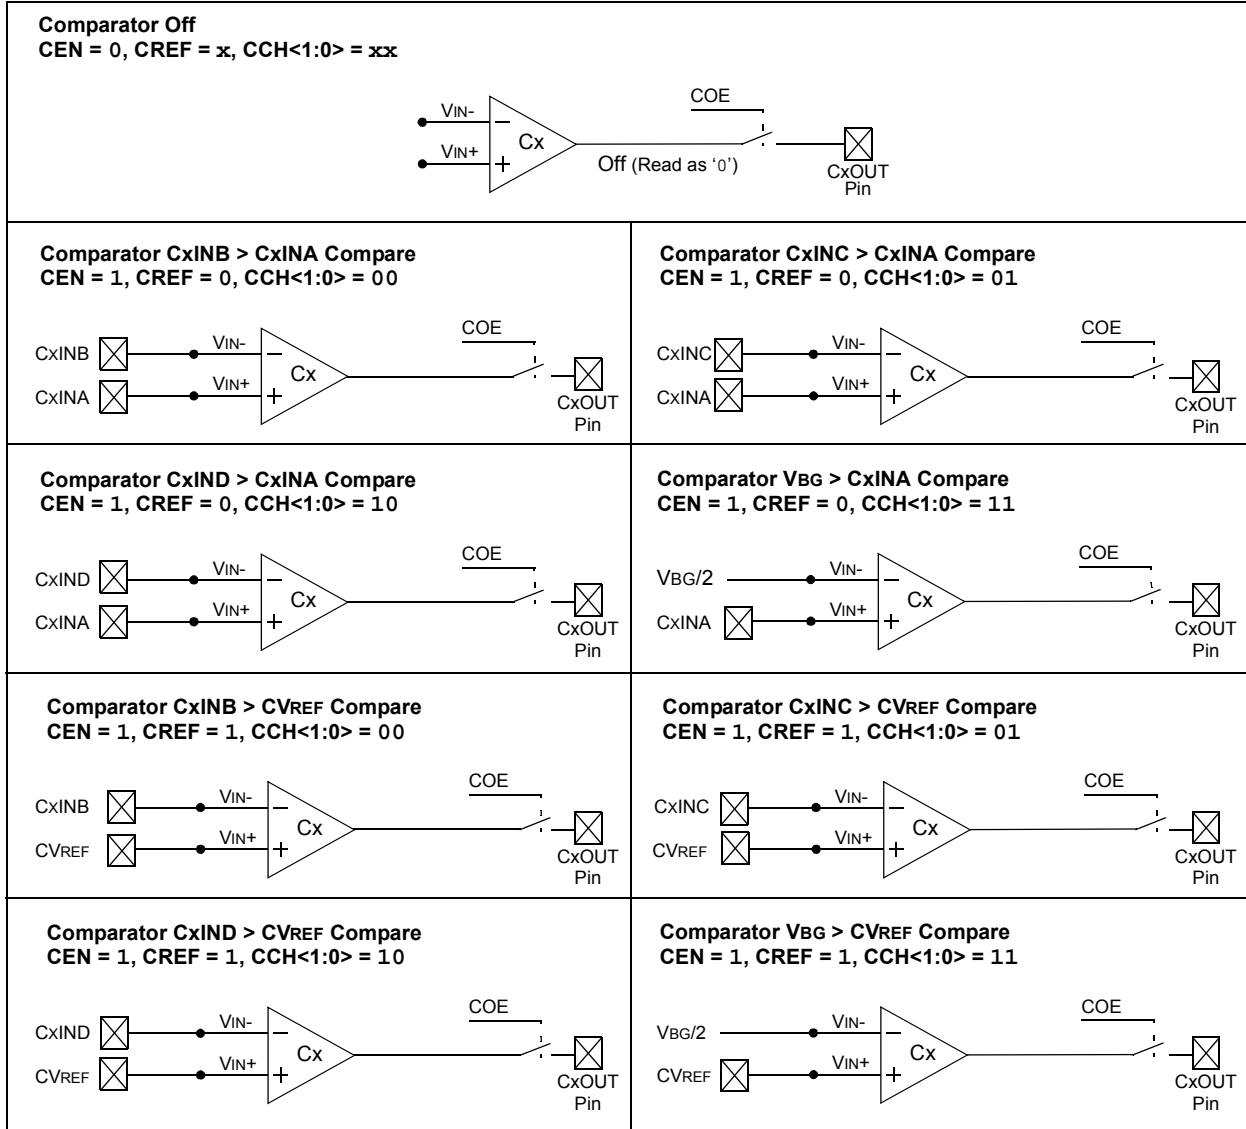 Comparator Off
CEN = 0, CREF = x, CCH<1:0> = xx
COE
VIN-
VIN+
Cx
Off (Read as ‘0’)
CxOUT
Pin
Comparator CxINB > CxINA Compare
CEN = 1, CREF = 0, CCH<1:0> = 00
COE
CxINB
VIN-
CxINA
VIN+
Cx
CxOUT
Pin
Comparator CxINC > CxINA Compare
CEN = 1, CREF = 0, CCH<1:0> = 01
COE
CxINC
VIN-
CxINA
VIN+
Cx
CxOUT
Pin
Comparator CxIND > CxINA Compare
CEN = 1, CREF = 0, CCH<1:0> = 10
COE
CxIND
VIN-
CxINA
VIN+
Cx
CxOUT
Pin
Comparator VBG > CxINA Compare
CEN = 1, CREF = 0, CCH<1:0> = 11
COE
VBG/2
VIN-
CxINA
VIN+
Cx
CxOUT
Pin
Comparator CxINB > CVREF Compare
CEN = 1, CREF = 1, CCH<1:0> = 00
COE
CxINB
VIN-
CVREF
VIN+
Cx
CxOUT
Pin
Comparator CxINC > CVREF Compare
CEN = 1, CREF = 1, CCH<1:0> = 01
COE
CxINC
VIN-
CVREF
VIN+
Cx
CxOUT
Pin
Comparator CxIND > CVREF Compare
CEN = 1, CREF = 1, CCH<1:0> = 10
COE
CxIND
VIN-
CVREF
VIN+
Cx
CxOUT
Pin
Comparator VBG > CVREF Compare
CEN = 1, CREF = 1, CCH<1:0> = 11
COE
VBG/2
VIN-
CVREF
VIN+
Cx
CxOUT
Pin